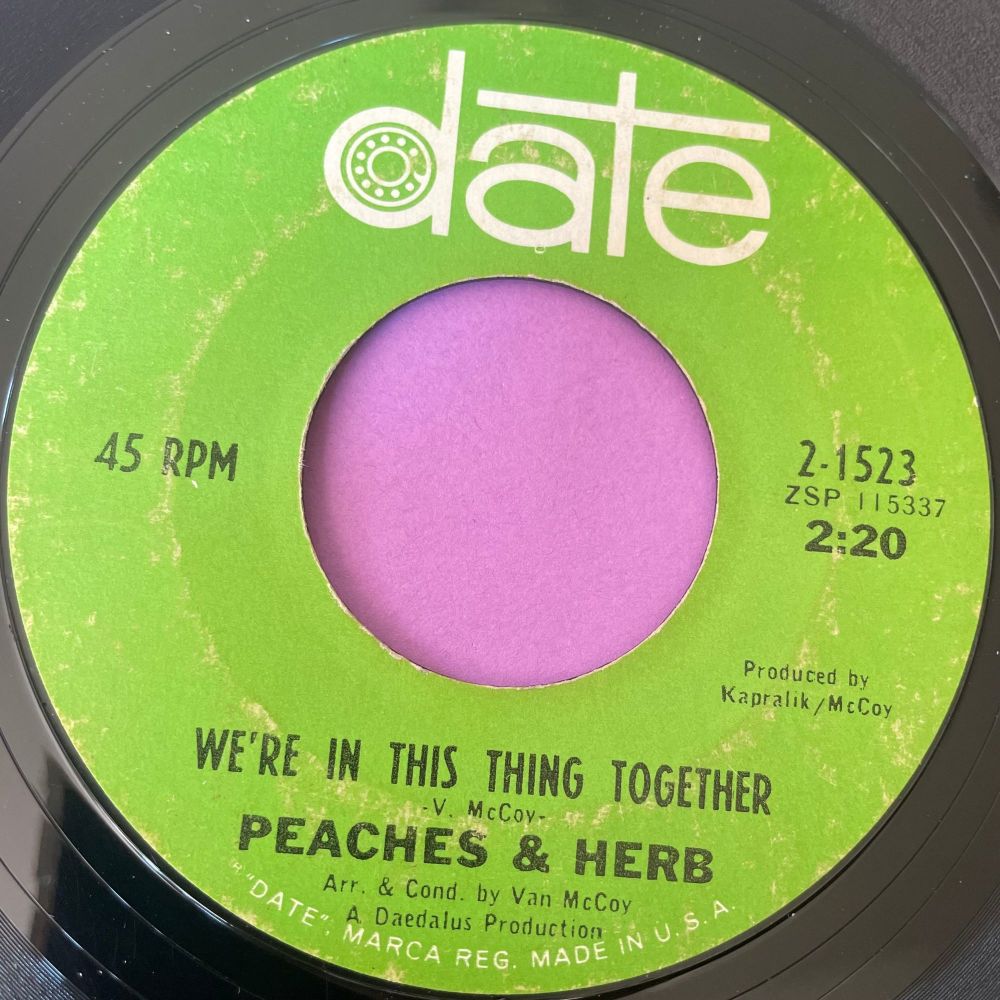 date
45 RPM
2-1523
ZSP 115337
2:20
Produced by
Kapralik/McCoy
WE'RE IN THIS THING TOGETHER
-V. McCoy-
PEACHES & HERB
Arr. & Cond. by Van McCoy
A Daedalus Production
"DATE", MARCA REG. MADE IN U.S.A.